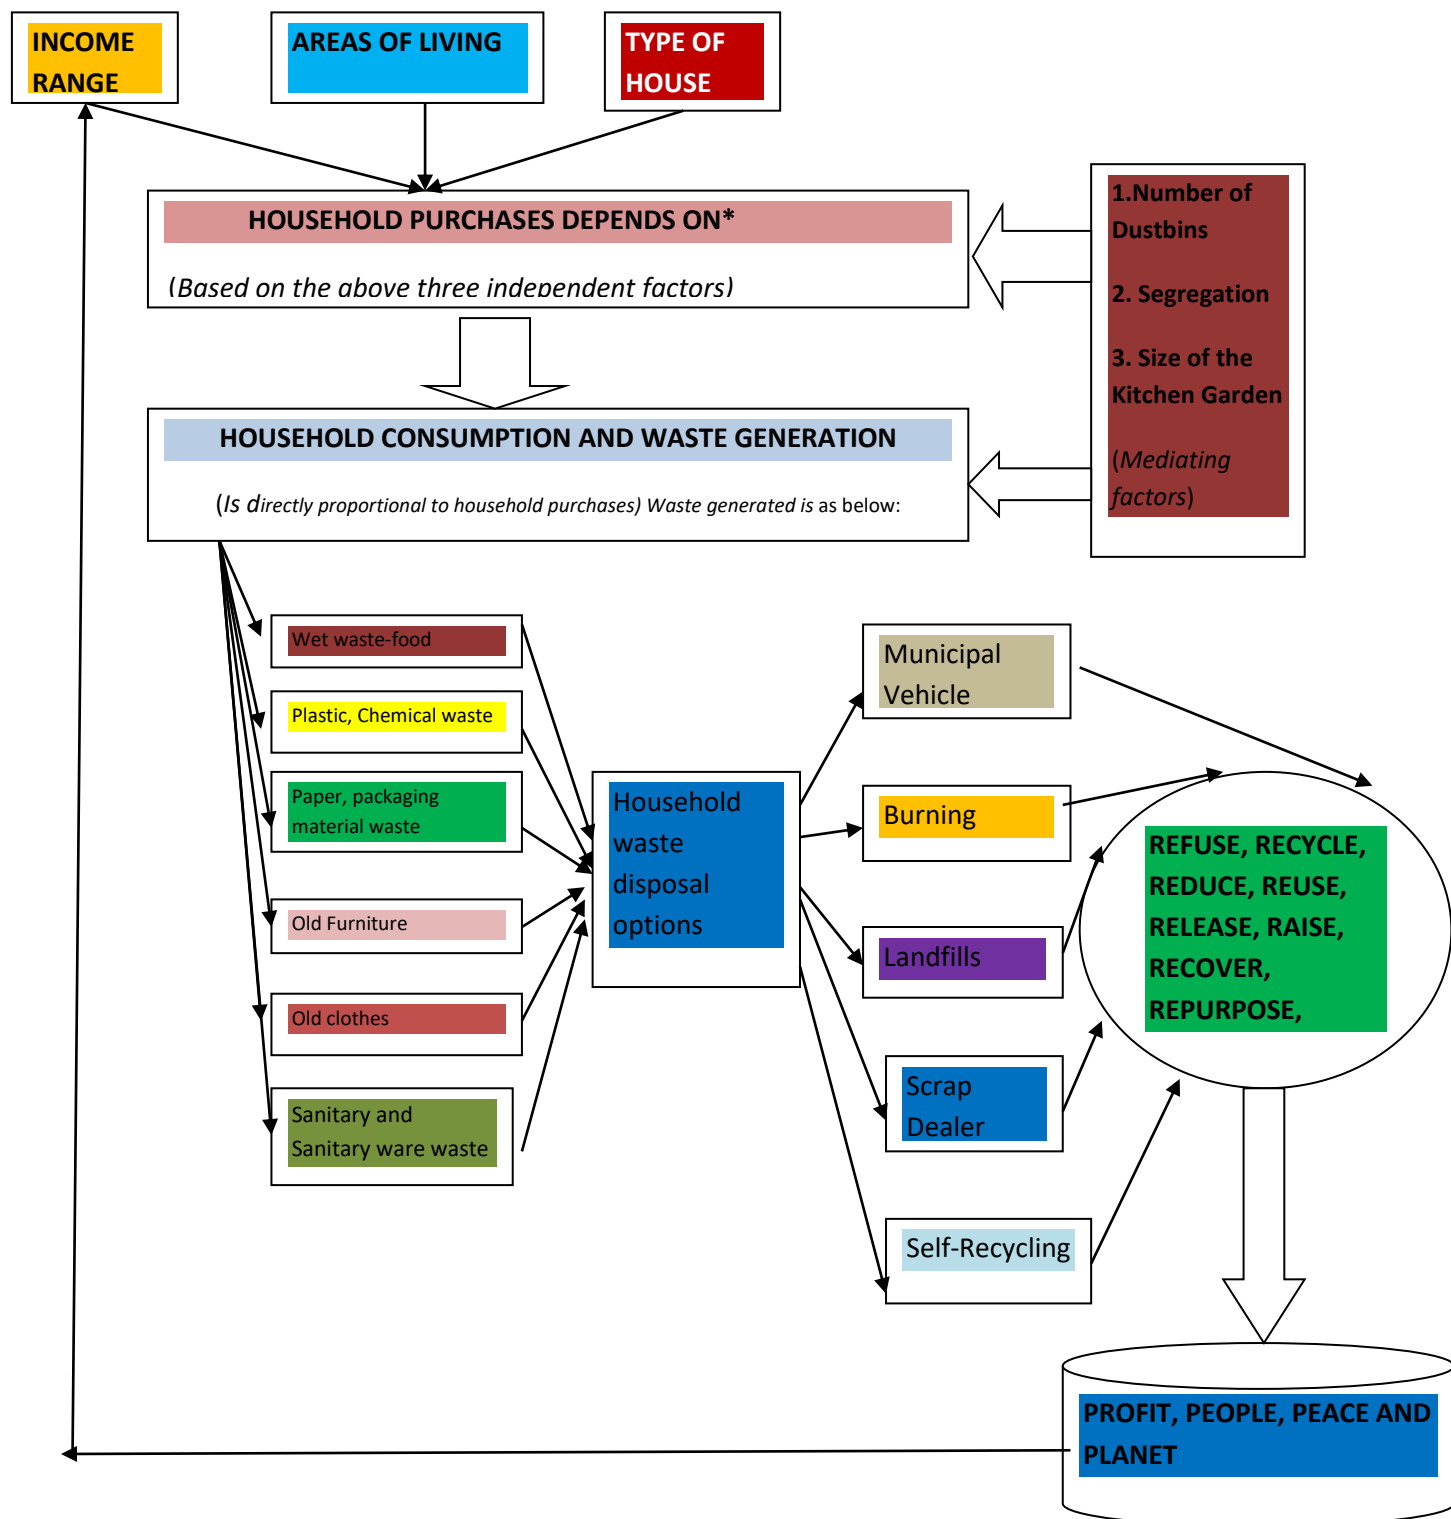 INCOME
RANGE
AREAS OF LIVING
TYPE OF
HOUSE
HOUSEHOLD PURCHASES DEPENDS ON*
(Based on the above three independent factors)
1.Number of
Dustbins
2. Segregation
3. Size of the
Kitchen Garden
(Mediating
factors)
HOUSEHOLD CONSUMPTION AND WASTE GENERATION
(Is directly proportional to household purchases) Waste generated is as below:
Wet waste-food
Plastic, Chemical waste
Paper, packaging
material waste
Old Furniture
Old clothes
Sanitary and
Sanitary ware waste
Household
waste
disposal
options
Municipal
Vehicle
Burning
Landfills
Scrap
Dealer
Self-Recycling
REFUSE, RECYCLE,
REDUCE, REUSE,
RELEASE, RAISE,
RECOVER,
REPURPOSE,
PROFIT, PEOPLE, PEACE AND
PLANET